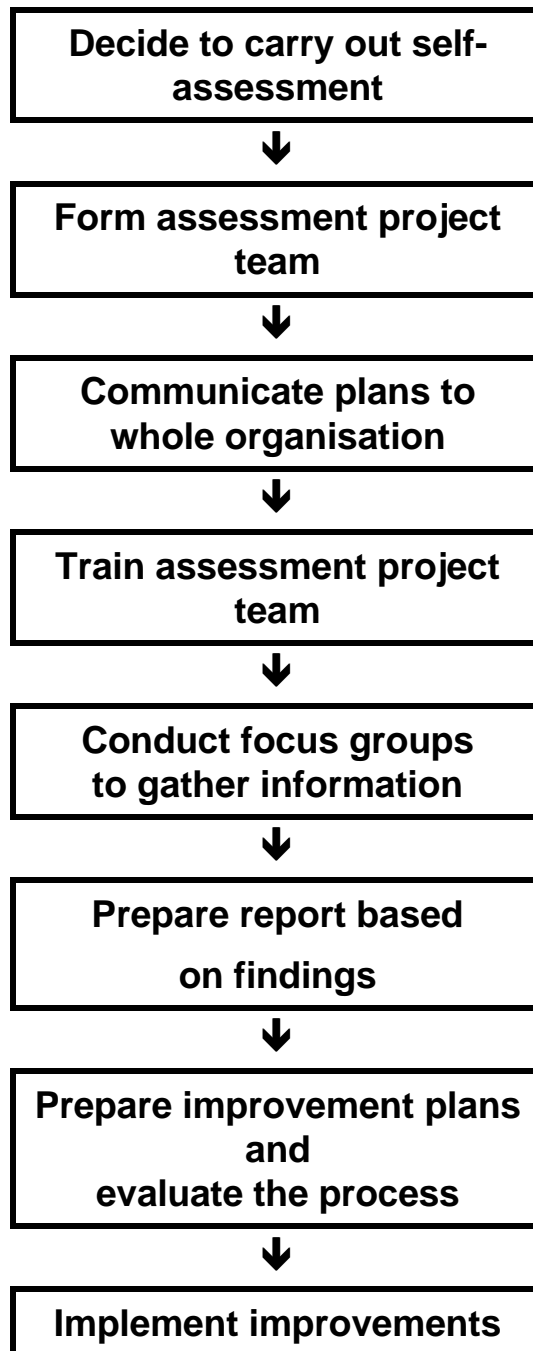 Decide to carry out self-
assessment
Form assessment project
team
Communicate plans to
whole organisation
Train assessment project
team
Conduct focus groups
to gather information
Prepare report based
on findings
Prepare improvement plans
and
evaluate the process
Implement improvements